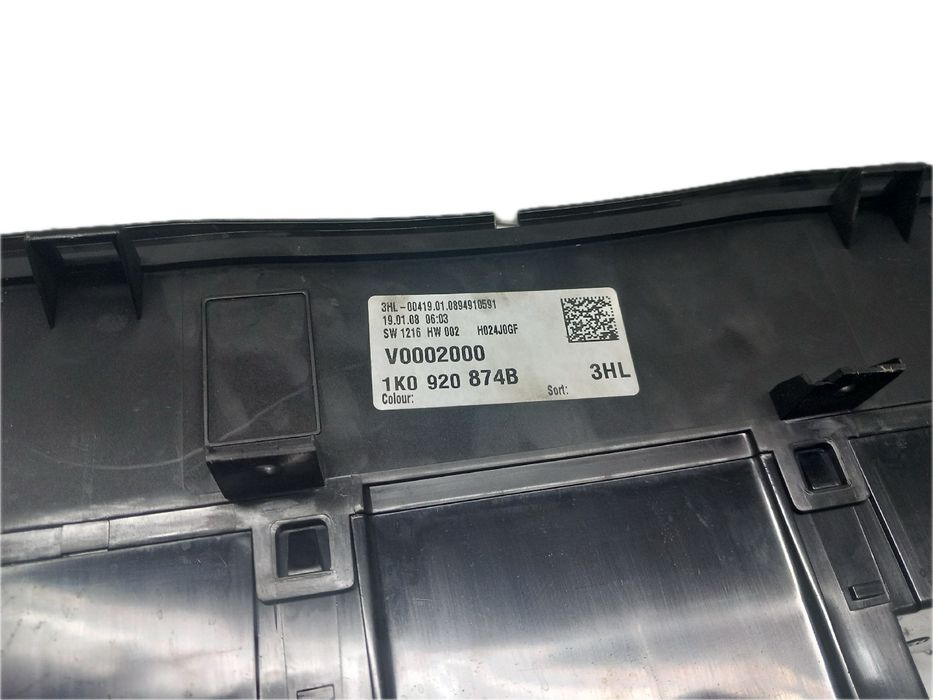 3HL-00419.01.0894910591
19.01.08 06:03
SW 1216 HW 002 H024J0GF
V0002000
1K0 920 874B 3HL
Colour: Sort: